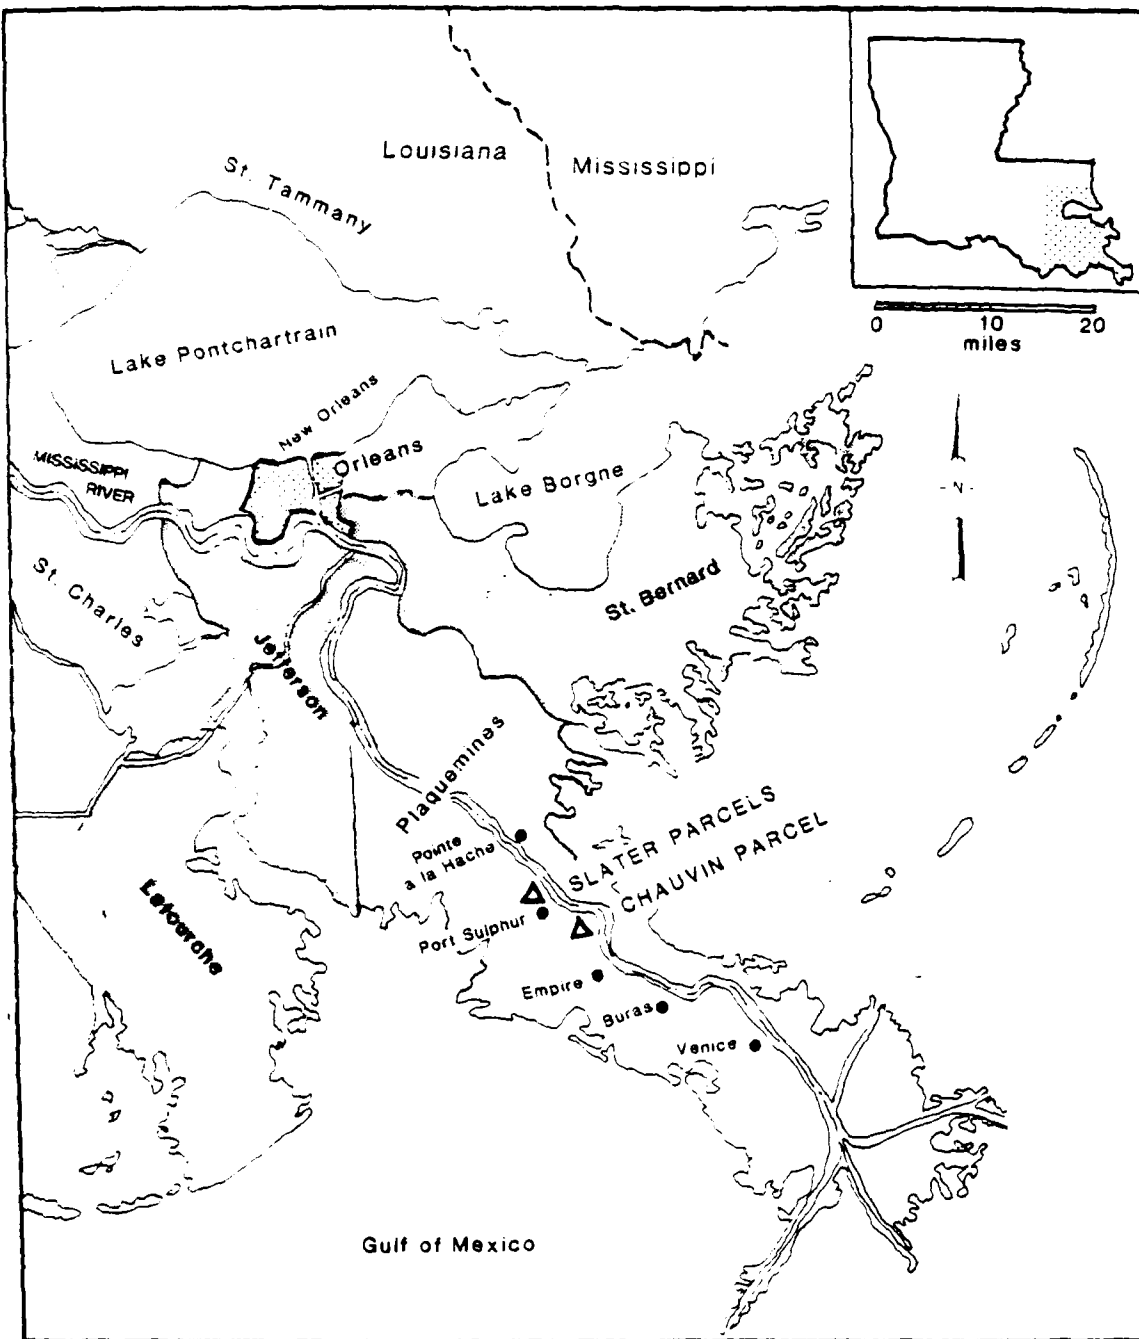 Louisiana
Mississippi
St. Tammany
0 10 20
miles
Lake Pontchartrain
New Orleans
Orleans
MISSISSIPPI
RIVER
Lake Borgne
- N -
St. Charles
St. Bernard
Jefferson
Plaquemines
Pointe
a la Hache
SLATER PARCELS
CHAUVIN PARCEL
Lafourche
Port Sulphur
Empire
Buras
Venice
Gulf of Mexico